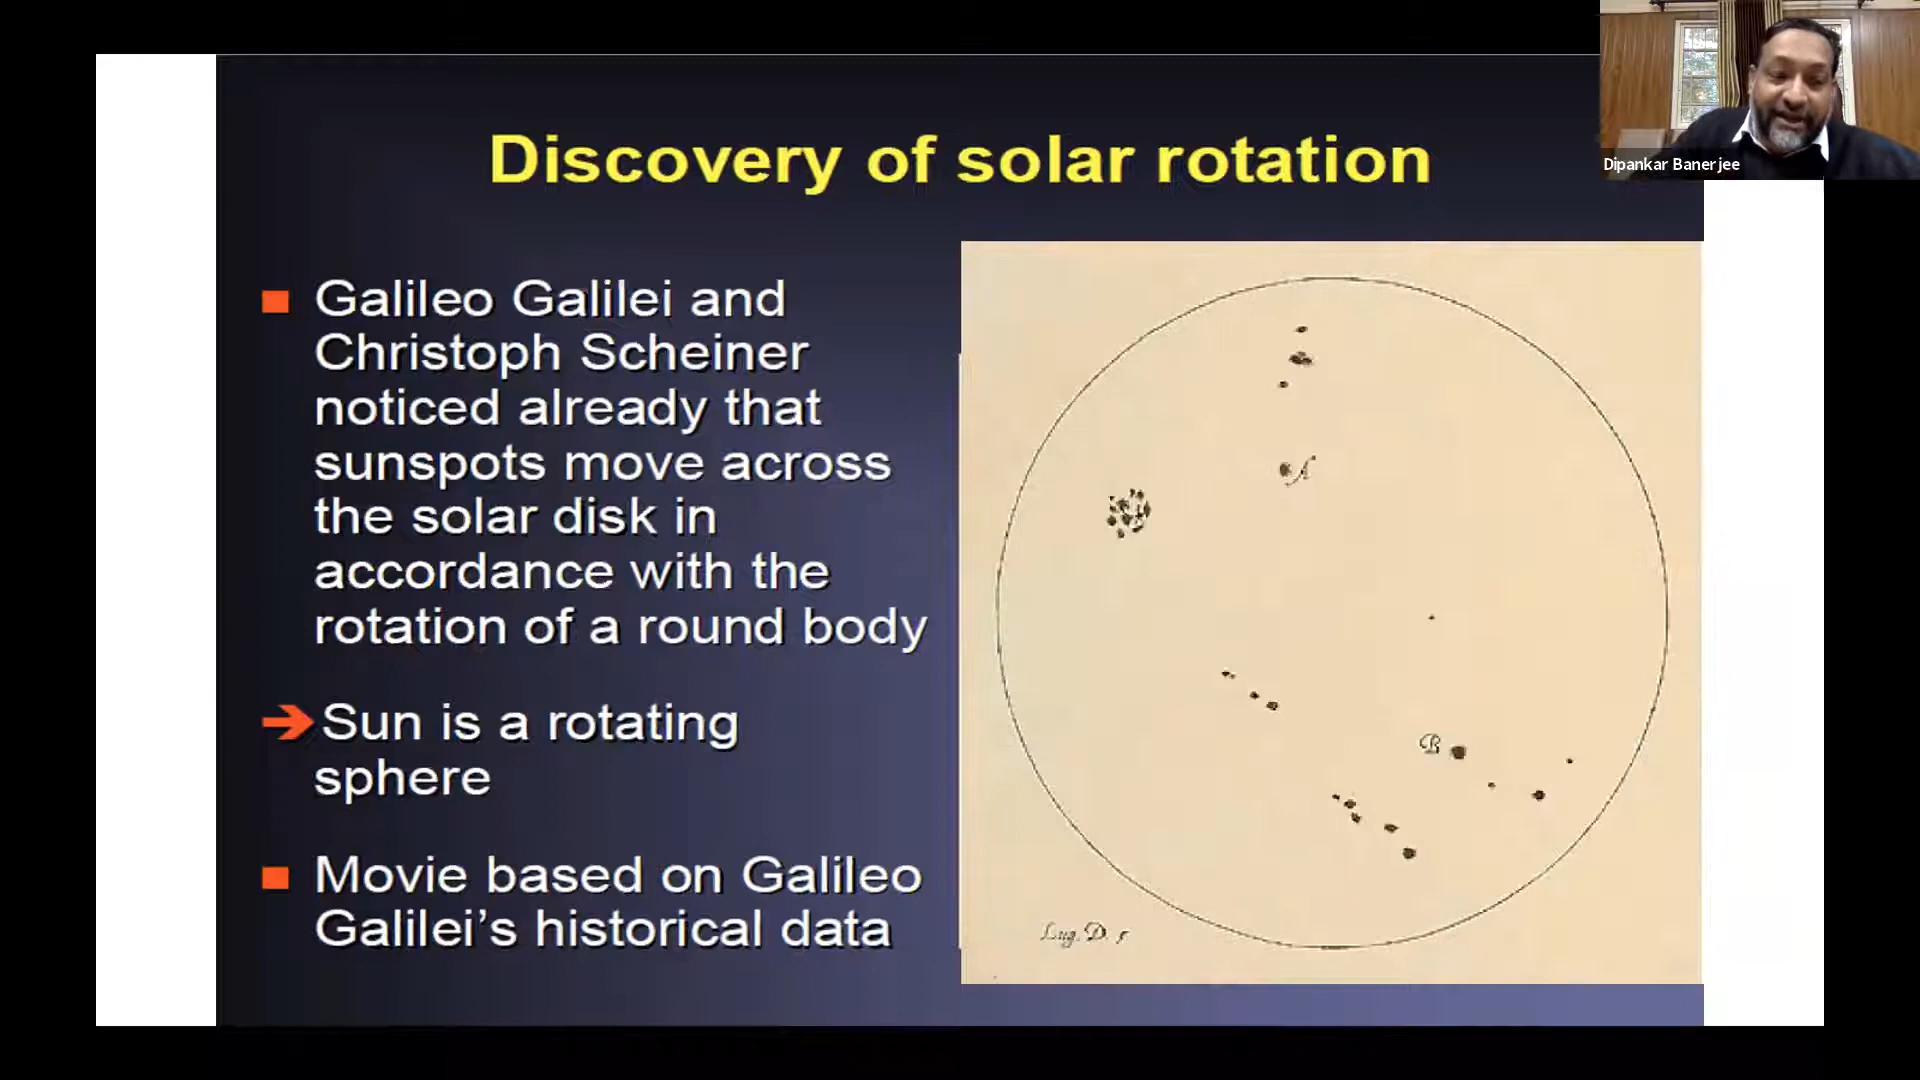 Discovery of solar rotation
Dipankar Banerjee
Galileo Galilei and
Christoph Scheiner
noticed already that
sunspots move across
the solar disk in
accordance with the
rotation of a round body
Sun is a rotating
sphere
Movie based on Galileo
Galilei's historical data
A
B
Lug. D. 5